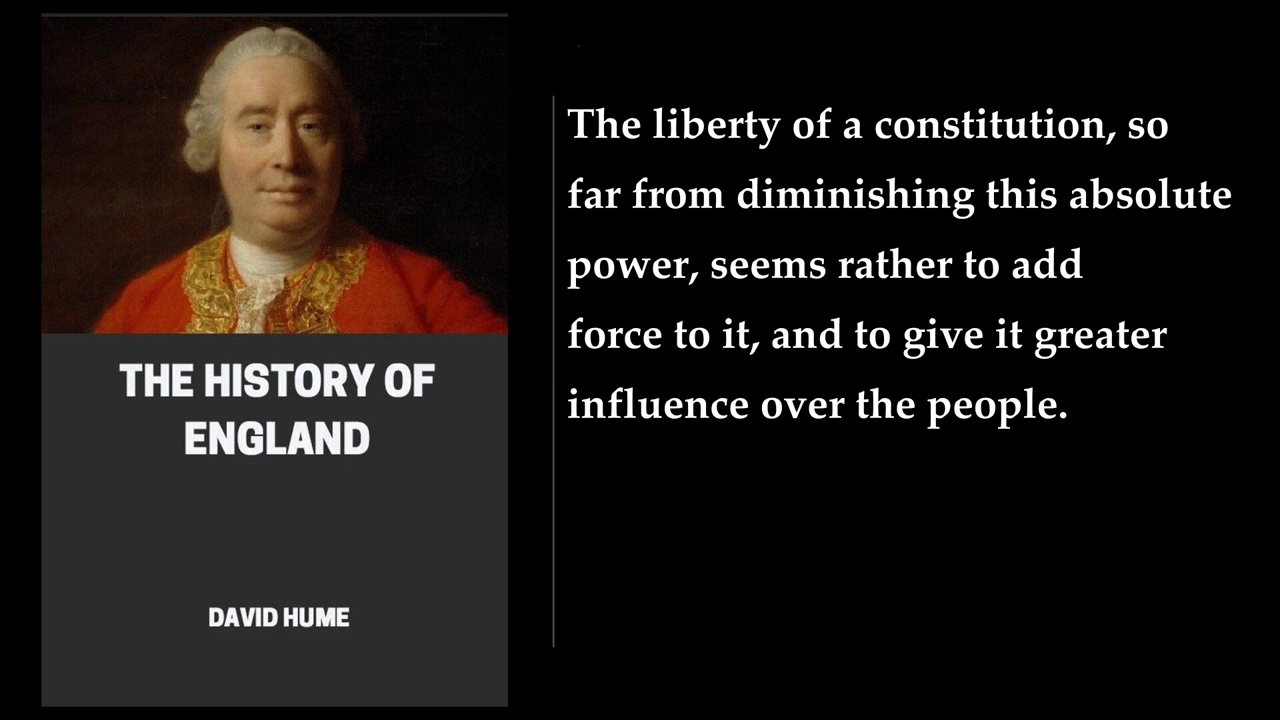 THE HISTORY OF
ENGLAND
DAVID HUME
The liberty of a constitution, so
far from diminishing this absolute
power, seems rather to add
force to it, and to give it greater
influence over the people.